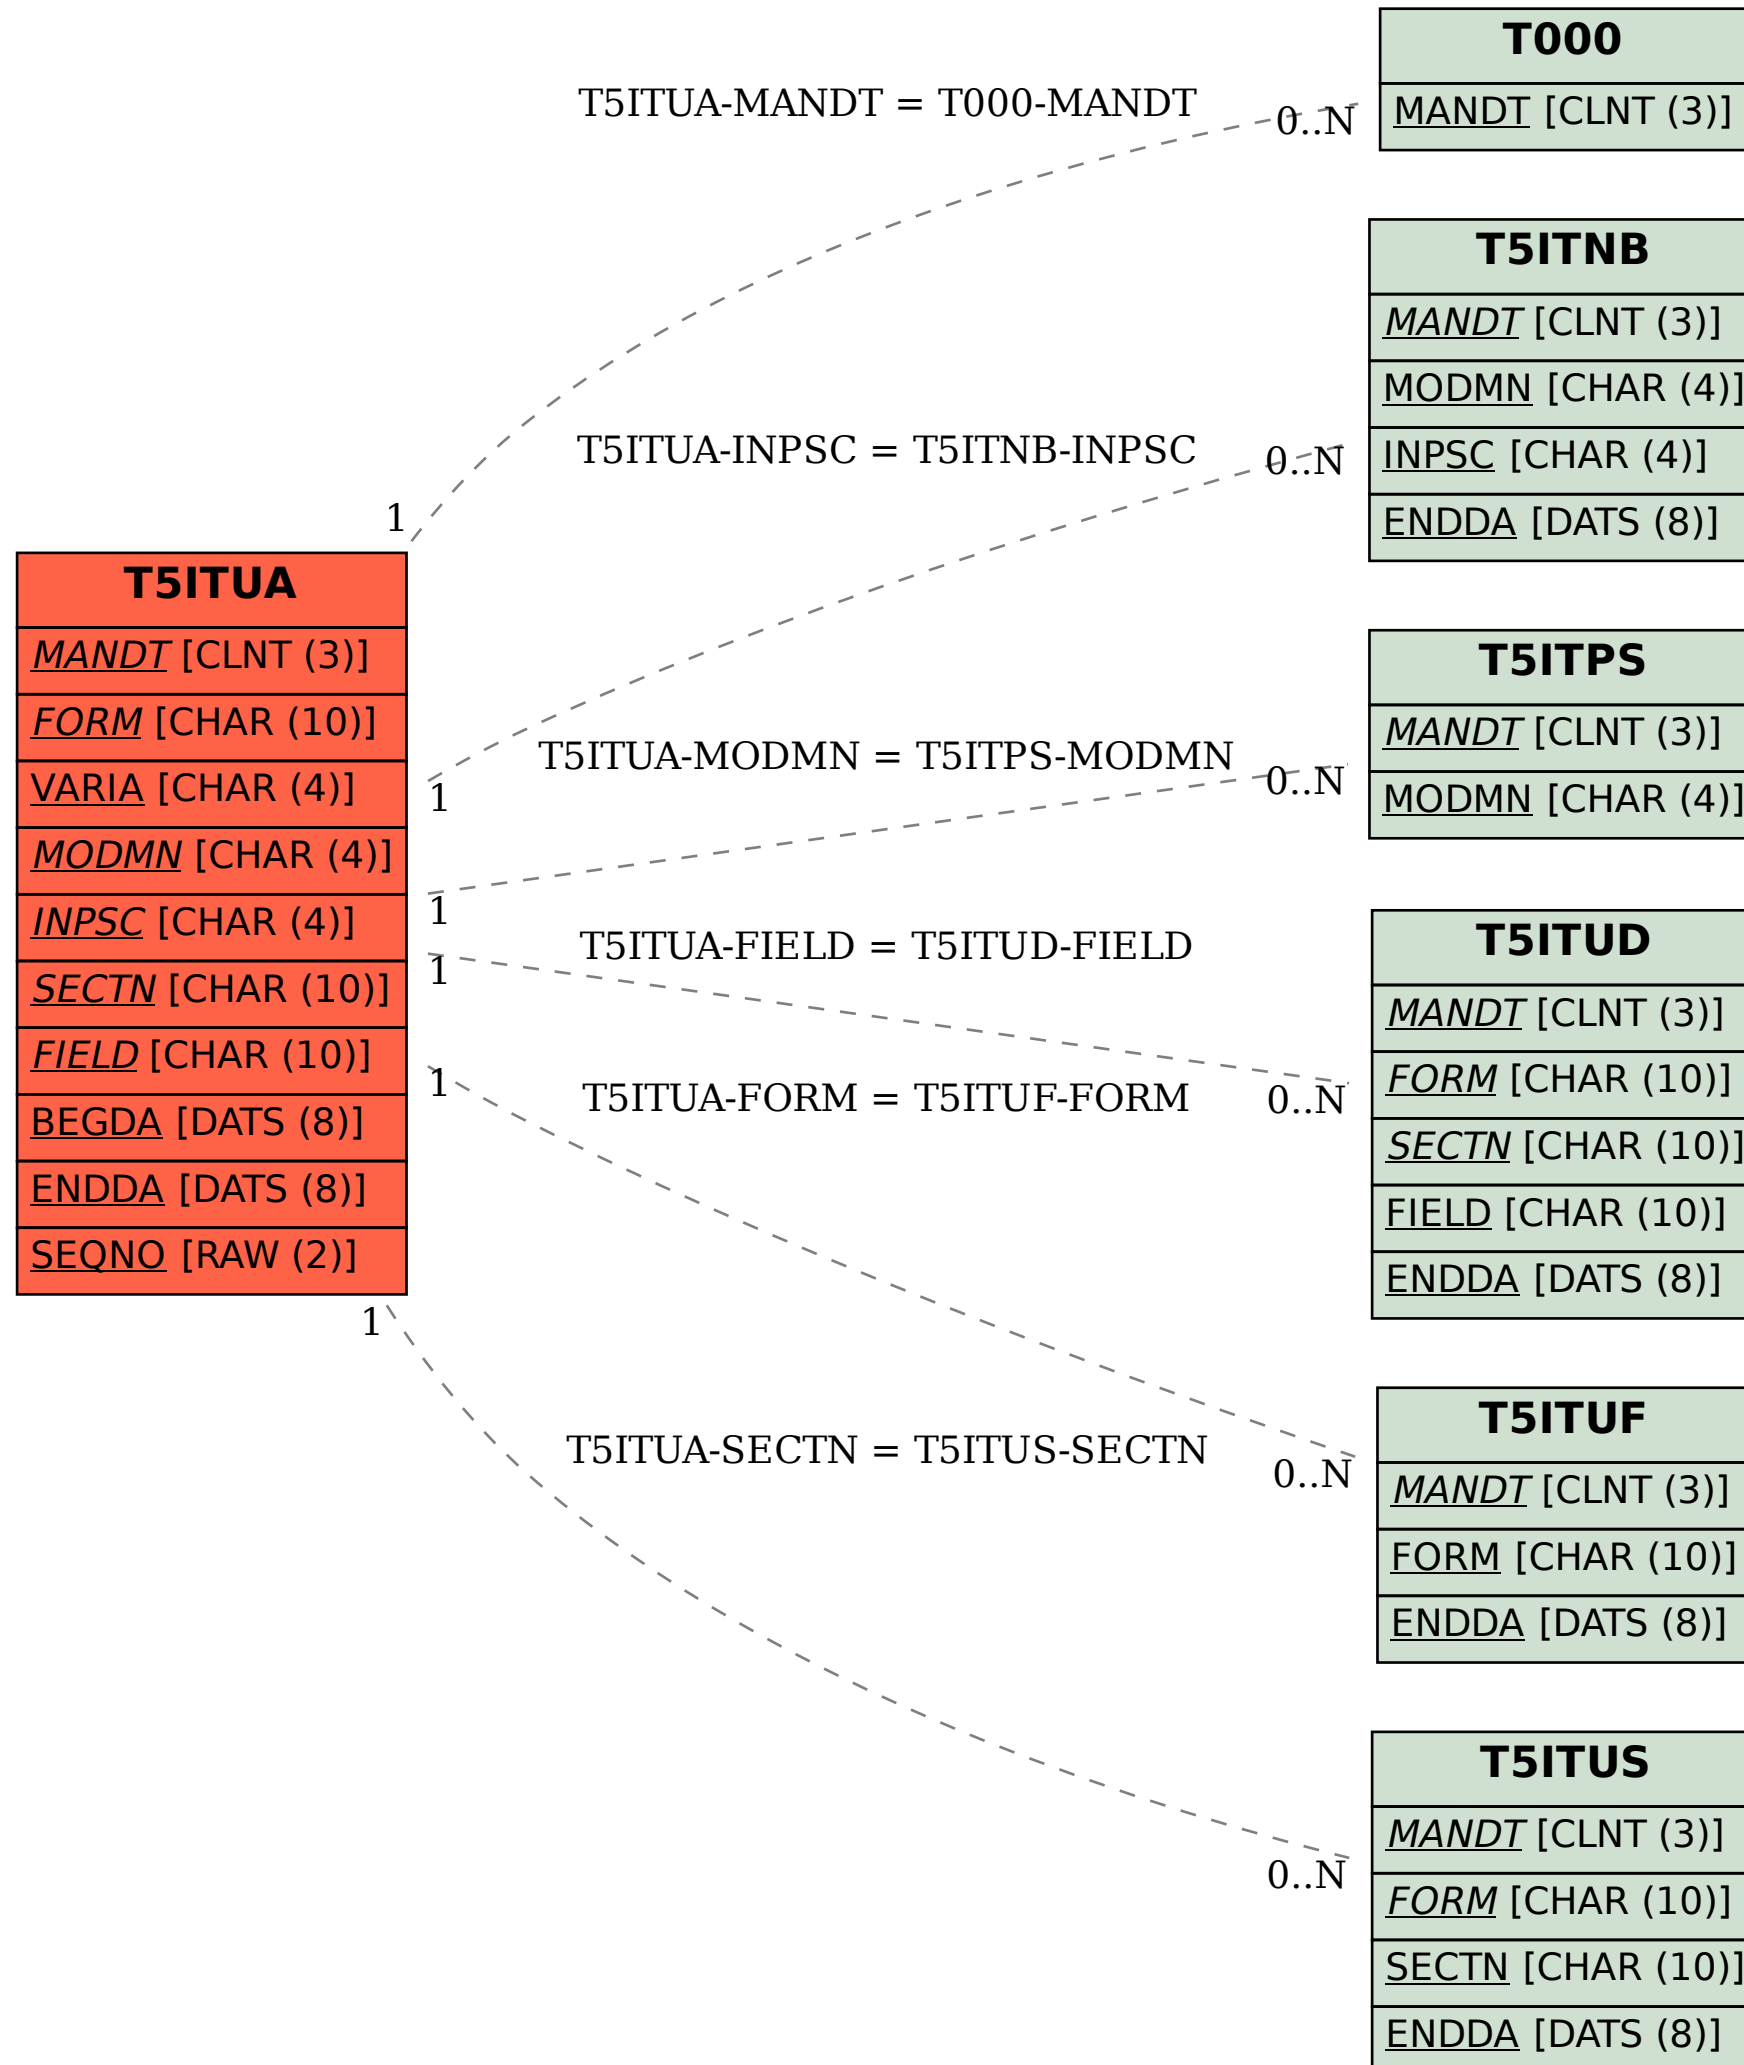 T000
MANDT [CLNT (3)]
T5ITUA-MANDT = T000-MANDT
0..N
T5ITNB
MANDT [CLNT (3)]
MODMN [CHAR (4)]
INPSC [CHAR (4)]
ENDDA [DATS (8)]
T5ITUA-INPSC = T5ITNB-INPSC
0..N
1
T5ITUA
MANDT [CLNT (3)]
FORM [CHAR (10)]
VARIA [CHAR (4)]
MODMN [CHAR (4)]
INPSC [CHAR (4)]
SECTN [CHAR (10)]
FIELD [CHAR (10)]
BEGDA [DATS (8)]
ENDDA [DATS (8)]
SEQNO [RAW (2)]
T5ITPS
MANDT [CLNT (3)]
MODMN [CHAR (4)]
T5ITUA-MODMN = T5ITPS-MODMN
0..N
1
1
T5ITUA-FIELD = T5ITUD-FIELD
1
0..N
T5ITUD
MANDT [CLNT (3)]
FORM [CHAR (10)]
SECTN [CHAR (10)]
FIELD [CHAR (10)]
ENDDA [DATS (8)]
1
T5ITUA-FORM = T5ITUF-FORM
0..N
T5ITUF
MANDT [CLNT (3)]
FORM [CHAR (10)]
ENDDA [DATS (8)]
1
T5ITUA-SECTN = T5ITUS-SECTN
0..N
T5ITUS
MANDT [CLNT (3)]
FORM [CHAR (10)]
SECTN [CHAR (10)]
ENDDA [DATS (8)]